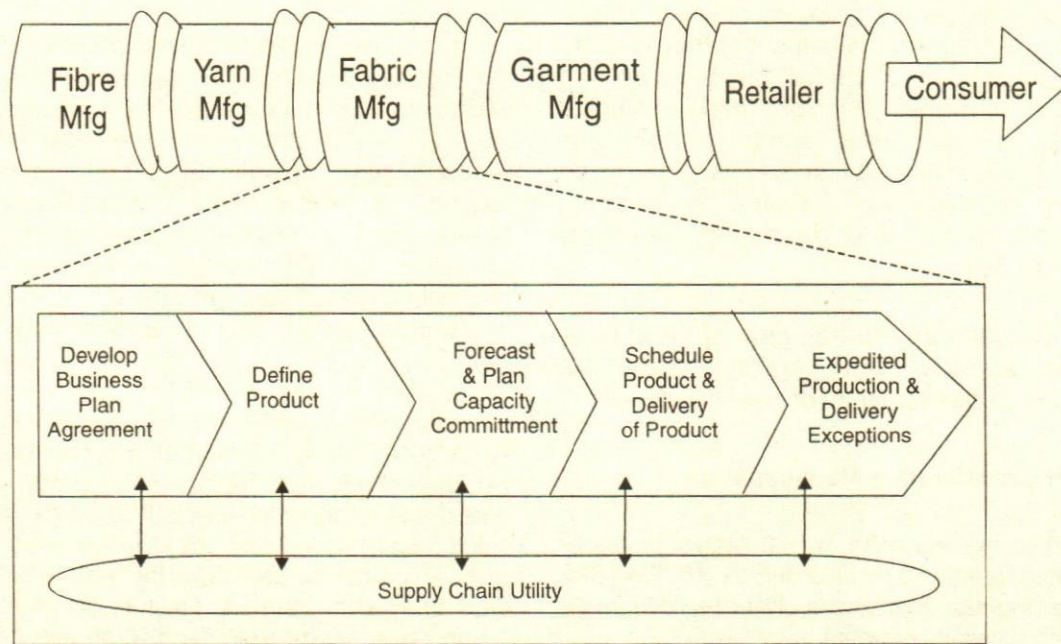 Fibre
Mfg
Yarn
Mfg
Fabric
Mfg
Garment
Mfg
Retailer
Consumer
Develop
Business
Plan
Agreement
Define
Product
Forecast
& Plan
Capacity
Committment
Schedule
Product &
Delivery
of Product
Expedited
Production &
Delivery
Exceptions
Supply Chain Utility